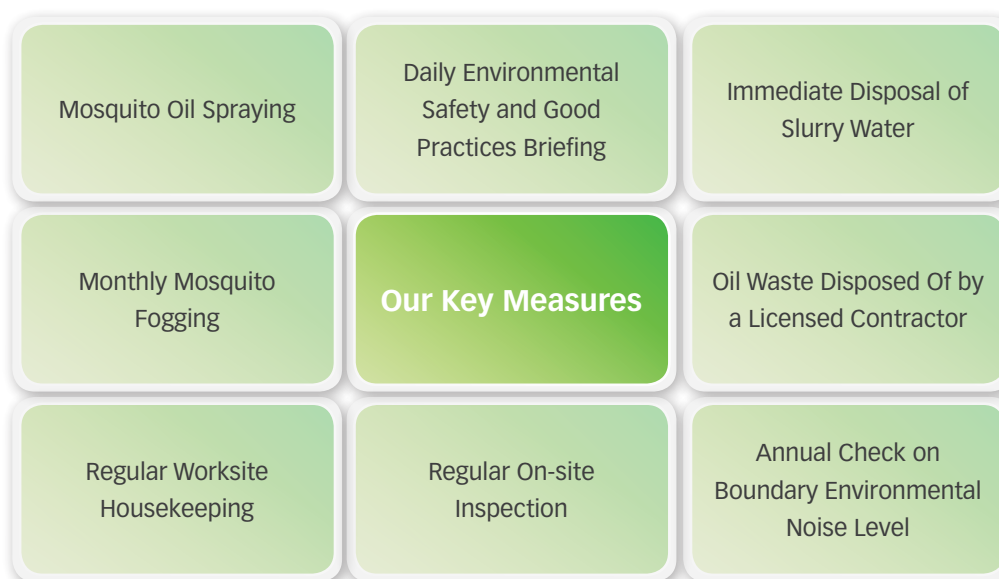 Mosquito Oil Spraying
Daily Environmental
Safety and Good
Practices Briefing
Immediate Disposal of
Slurry Water
Monthly Mosquito
Fogging
Our Key Measures
Oil Waste Disposed Of by
a Licensed Contractor
Regular Worksite
Housekeeping
Regular On-site
Inspection
Annual Check on
Boundary Environmental
Noise Level